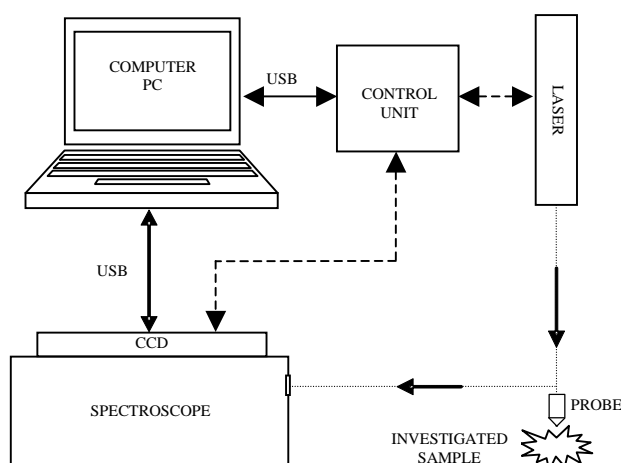 COMPUTER
PC
USB
CONTROL
UNIT
LASER
USB
CCD
SPECTROSCOPE
PROBE
INVESTIGATED
SAMPLE